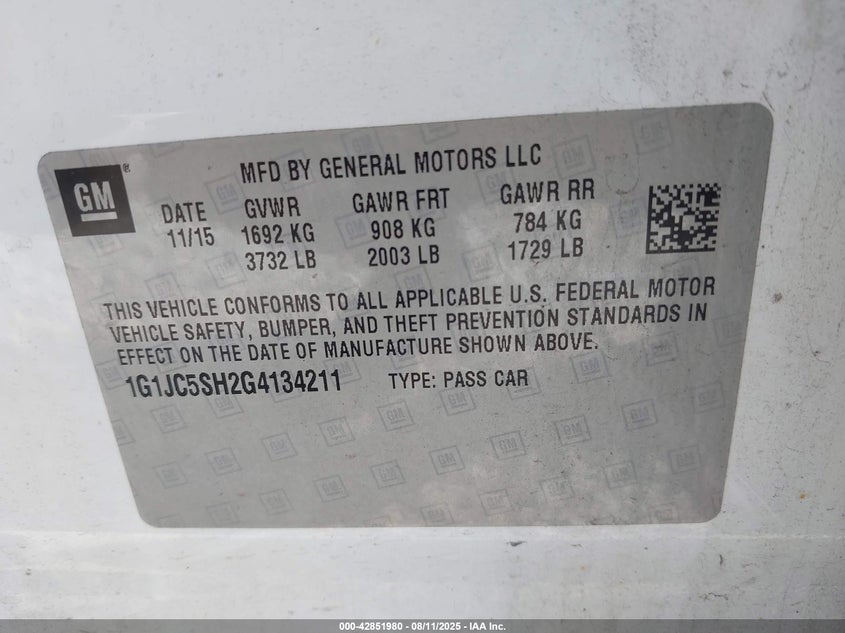 GM
MFD BY GENERAL MOTORS LLC
DATE GVWR GAWR FRT GAWR RR
11/15 1692 KG 908 KG 784 KG
3732 LB 2003 LB 1729 LB
THIS VEHICLE CONFORMS TO ALL APPLICABLE U.S. FEDERAL MOTOR
VEHICLE SAFETY, BUMPER, AND THEFT PREVENTION STANDARDS IN
EFFECT ON THE DATE OF MANUFACTURE SHOWN ABOVE.
1G1JC5SH2G4134211 TYPE: PASS CAR
000-42851980 - 08/11/2025 - IAA Inc.